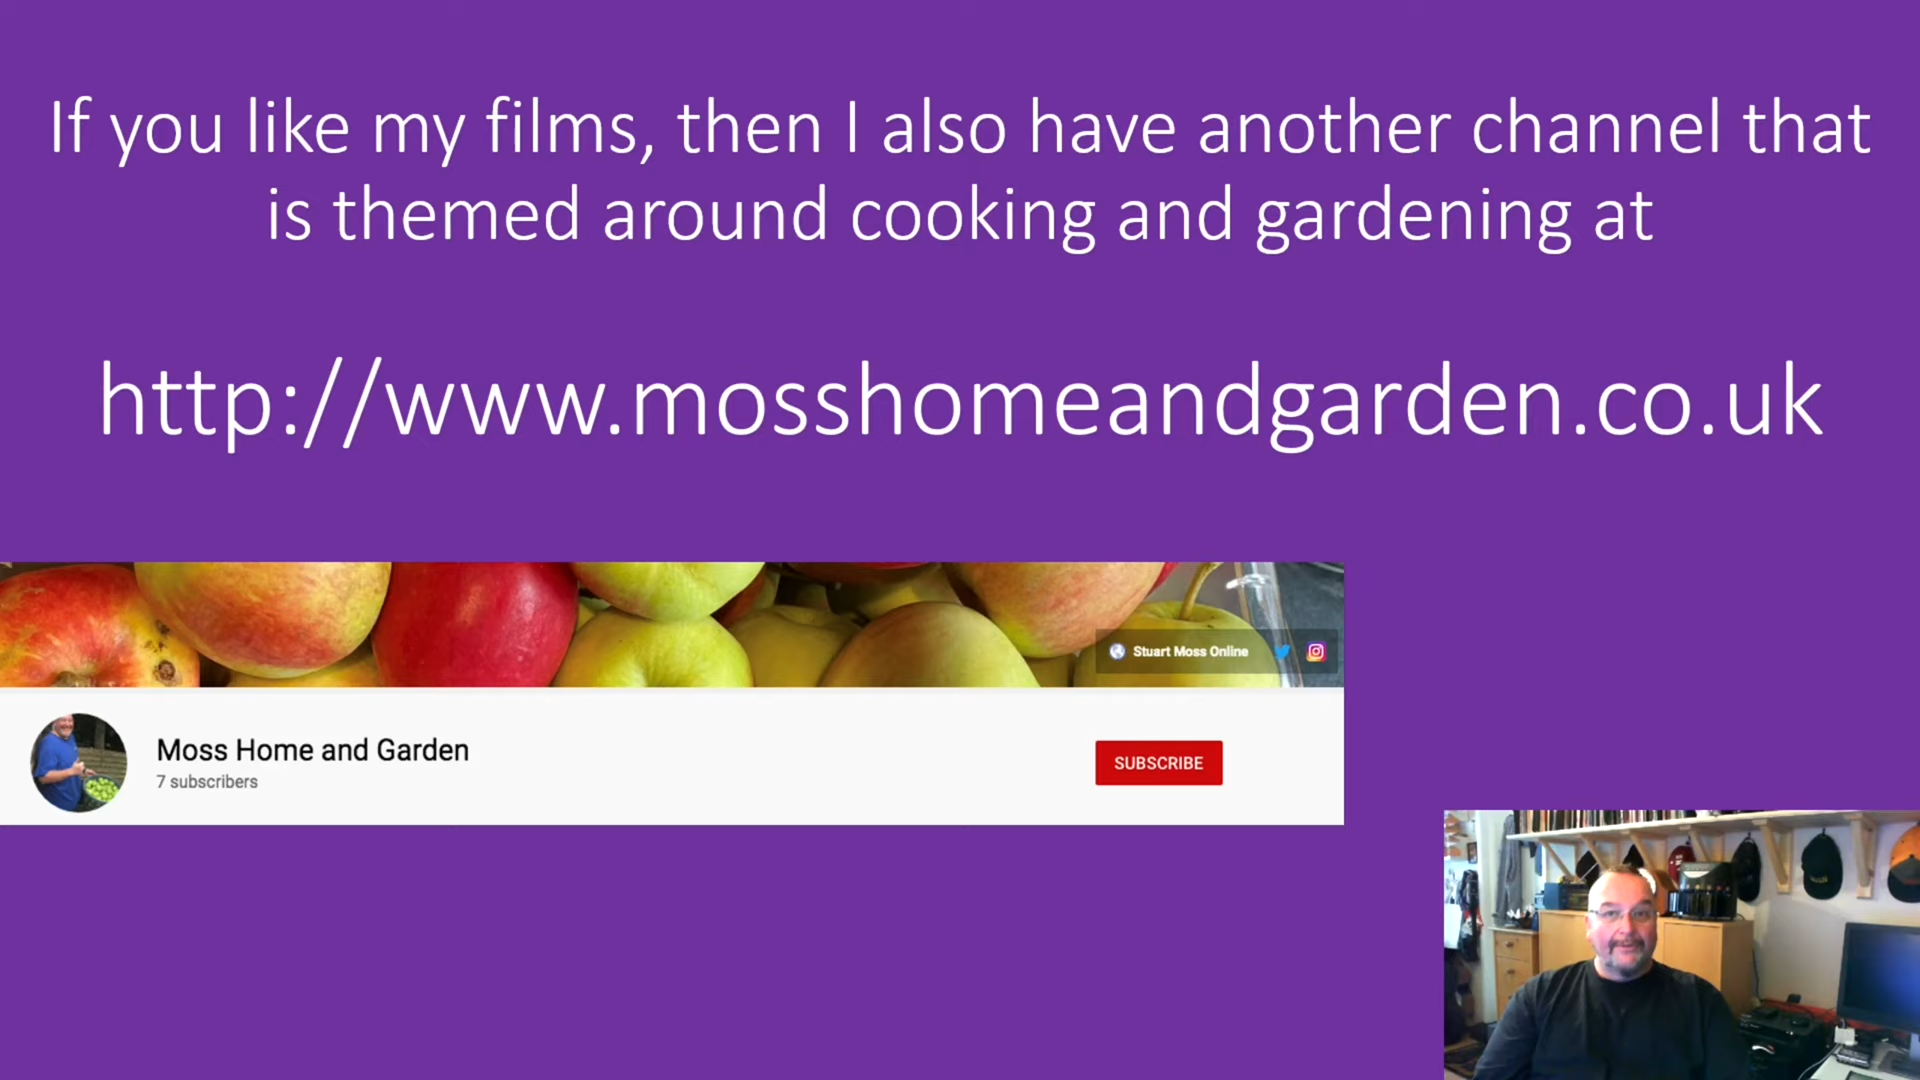 If you like my films, then I also have another channel that
is themed around cooking and gardening at
http://www.mosshomeandgarden.co.uk
Stuart Moss Online
Moss Home and Garden
7 subscribers
SUBSCRIBE